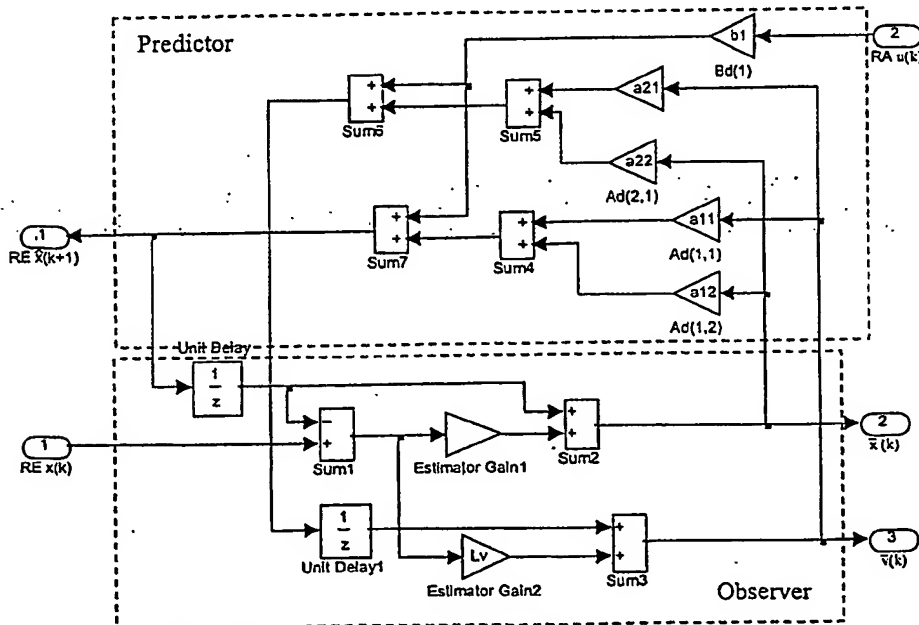 Predictor
b1
2
RA u(k)
Bd(1)
a21
+
+
Sum6
+
+
Sum5
a22
Ad(2,1)
+
+
Sum7
+
+
Sum4
a11
Ad(1,1)
1
RE x̂(k+1)
a12
Ad(1,2)
Unit Delay
1
z
−
+
Sum1
Estimator Gain1
+
+
Sum2
2
x̄(k)
1
RE x(k)
1
z
Unit Delay1
Lv
Estimator Gain2
+
+
Sum3
3
v̄(k)
Observer